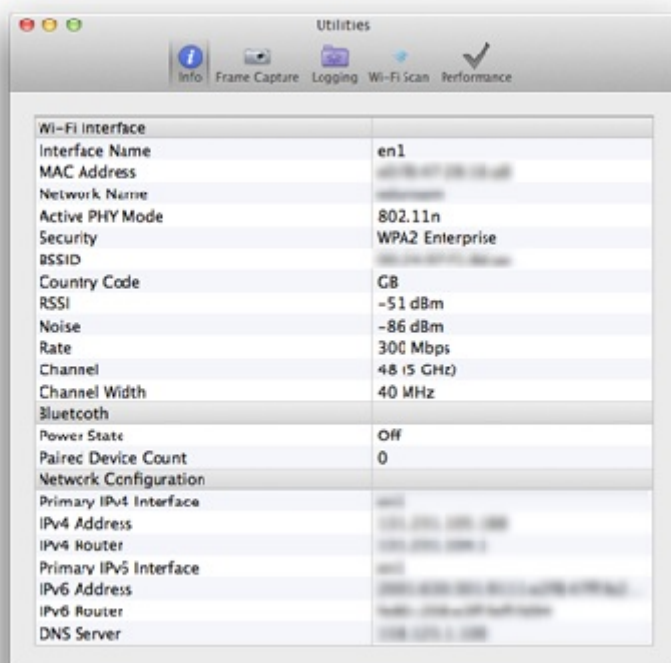 Utilities
Info Frame Capture Logging Wi-Fi Scan Performance
Wi-Fi Interface
Interface Name en1
MAC Address
Network Name
Active PHY Mode 802.11n
Security WPA2 Enterprise
BSSID
Country Code GB
RSSI -51 dBm
Noise -86 dBm
Rate 300 Mbps
Channel 48 (5 GHz)
Channel Width 40 MHz
Bluetooth
Power State Off
Paired Device Count 0
Network Configuration
Primary IPv4 Interface
IPv4 Address
IPv4 Router
Primary IPv6 Interface
IPv6 Address
IPv6 Router
DNS Server